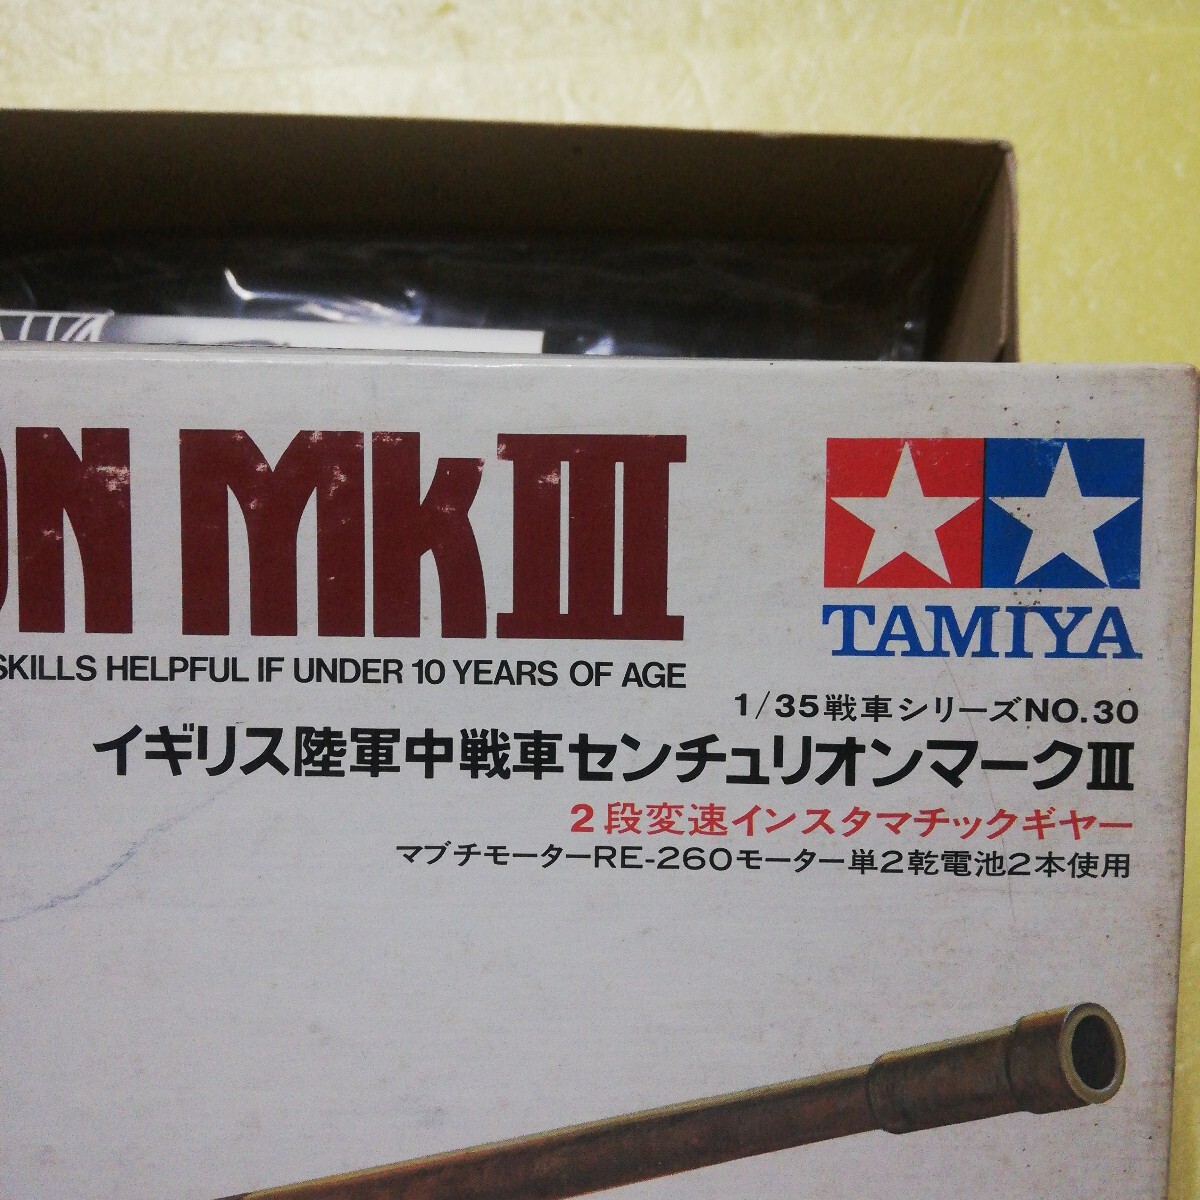 ON MkIII
TAMIYA
SKILLS HELPFUL IF UNDER 10 YEARS OF AGE
1/35戦車シリーズNO.30
イギリス陸軍中戦車センチュリオンマークIII
2段変速インスタマチックギヤー
マブチモーターRE-260モーター単2乾電池2本使用